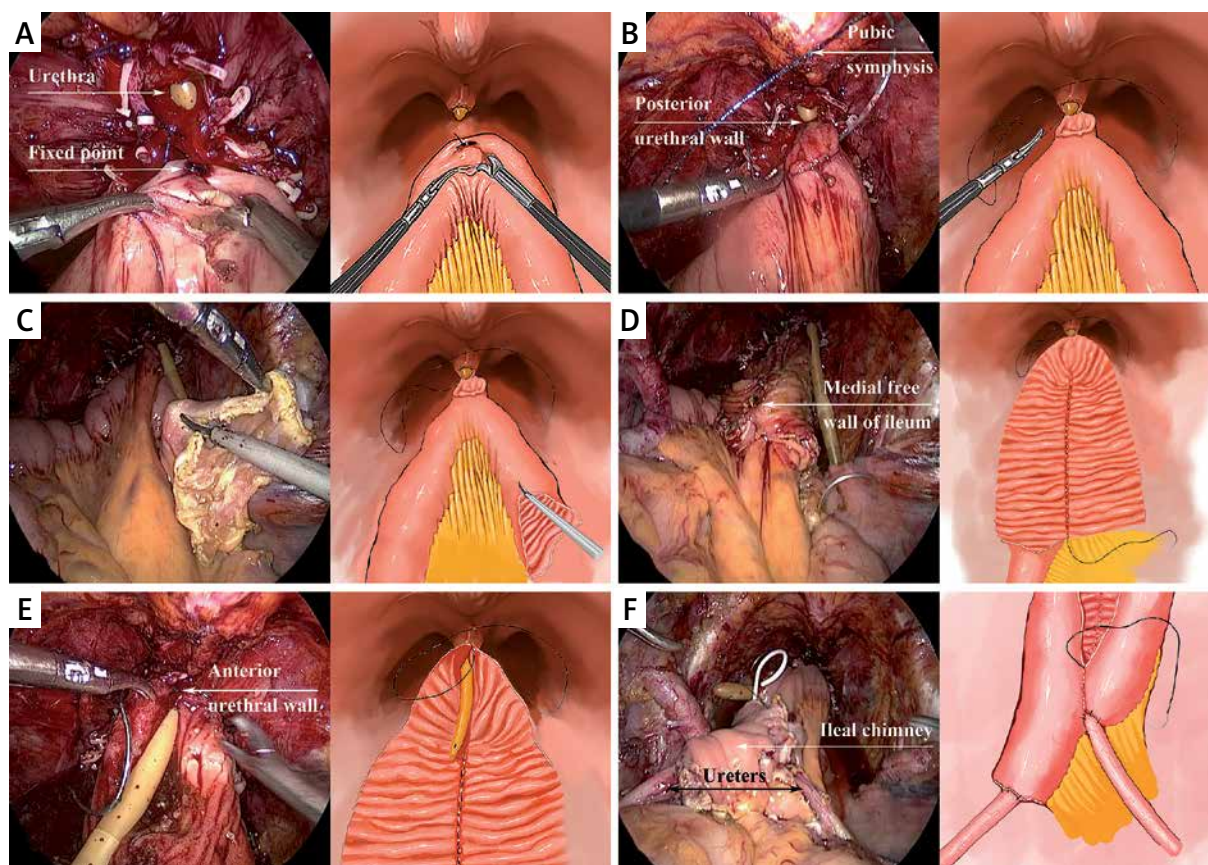 A
Urethra
Fixed point
B
Pubic
symphysis
Posterior
urethral wall
C
D
Medial free
wall of ileum
E
Anterior
urethral wall
F
Ileal chimney
Ureters